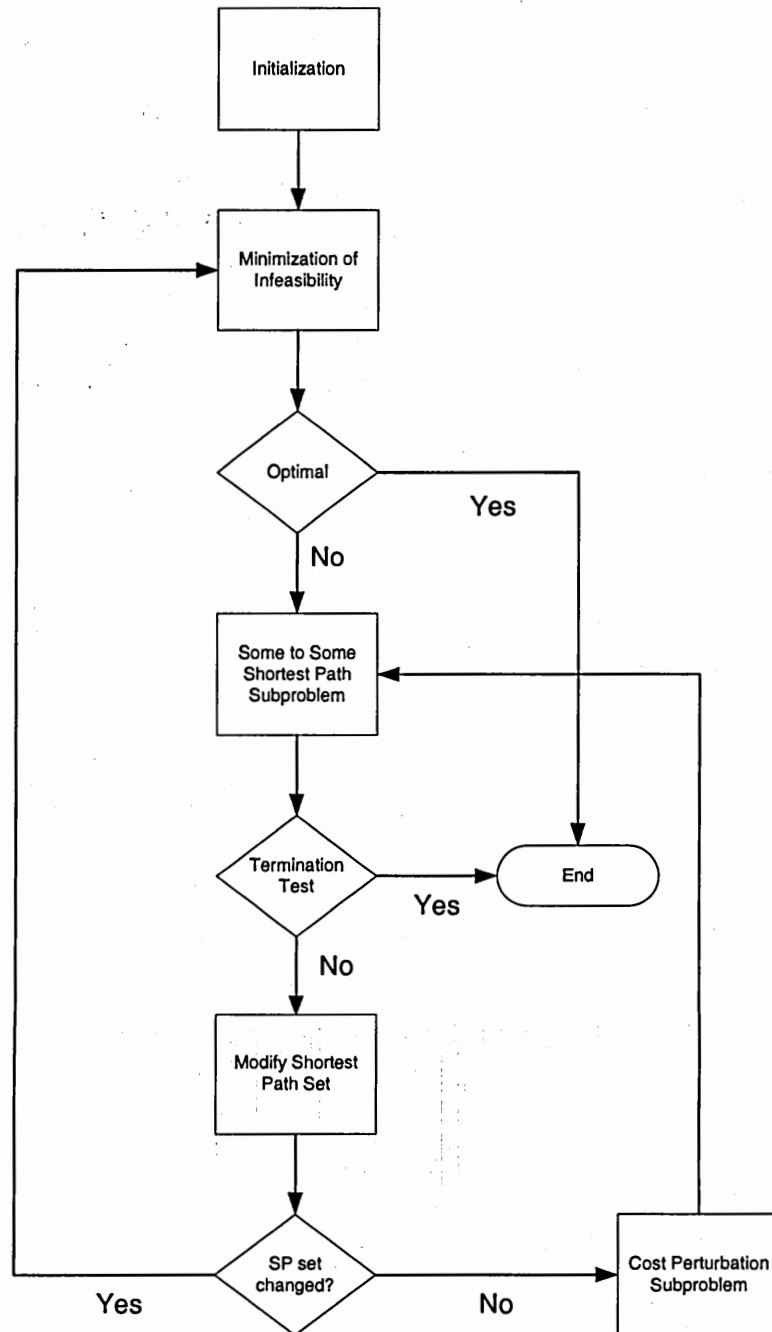 Initialization
Minimization of
Infeasibility
Optimal
Yes
No
Some to Some
Shortest Path
Subproblem
Termination
Test
Yes
End
No
Modify Shortest
Path Set
SP set
changed?
Yes
No
Cost Perturbation
Subproblem